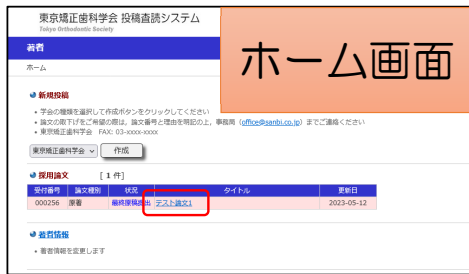 東京矯正歯科学会 投稿査読システム
Tokyo Orthodontic Society
ホーム画面
著者
ホーム
新規投稿
• 学会の種類を選択して作成ボタンをクリックしてください
• 論文の取下げをご希望の際は、論文番号と理由を明記の上、事務局（office@sanbi.co.jp）までご連絡ください
• 東京矯正歯科学会 FAX: 03-xxxx-xxxx
東京矯正歯科学会 作成
採用論文 [ 1 件]
受付番号 論文種別 状況 タイトル 更新日
000256 原著 最終原稿提出 テスト論文1 2023-05-12
著者情報
• 著者情報を変更します